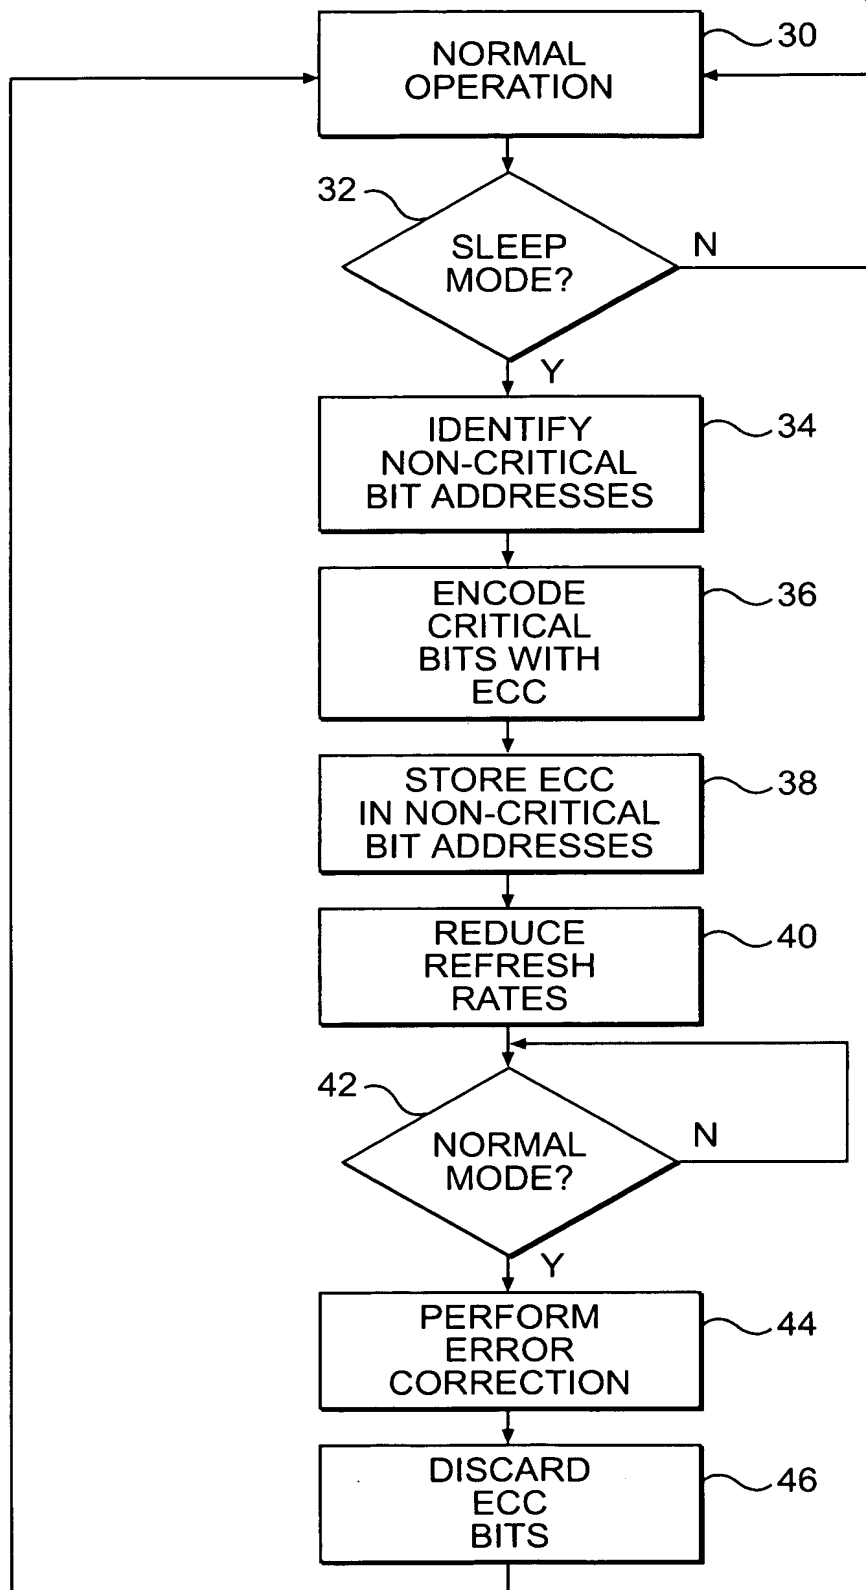 NORMAL
OPERATION
30
32
SLEEP
MODE?
N
Y
IDENTIFY
NON-CRITICAL
BIT ADDRESSES
34
ENCODE
CRITICAL
BITS WITH
ECC
36
STORE ECC
IN NON-CRITICAL
BIT ADDRESSES
38
REDUCE
REFRESH
RATES
40
42
NORMAL
MODE?
N
Y
PERFORM
ERROR
CORRECTION
44
DISCARD
ECC
BITS
46